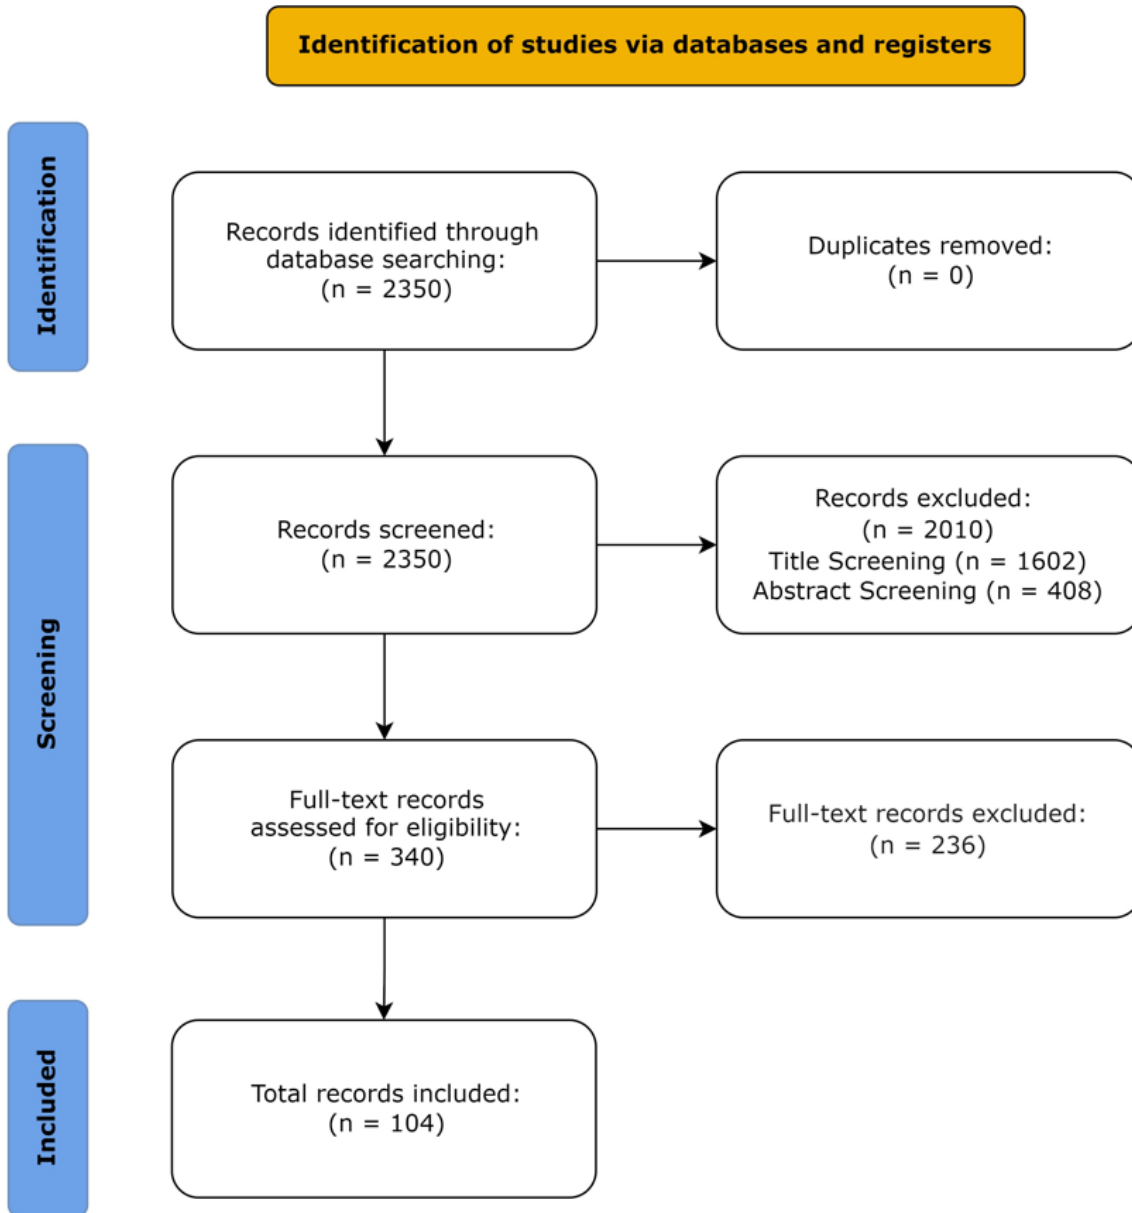 Identification of studies via databases and registers
Identification
Records identified through
database searching:
(n = 2350)
Duplicates removed:
(n = 0)
Screening
Records screened:
(n = 2350)
Records excluded:
(n = 2010)
Title Screening (n = 1602)
Abstract Screening (n = 408)
Full-text records
assessed for eligibility:
(n = 340)
Full-text records excluded:
(n = 236)
Included
Total records included:
(n = 104)